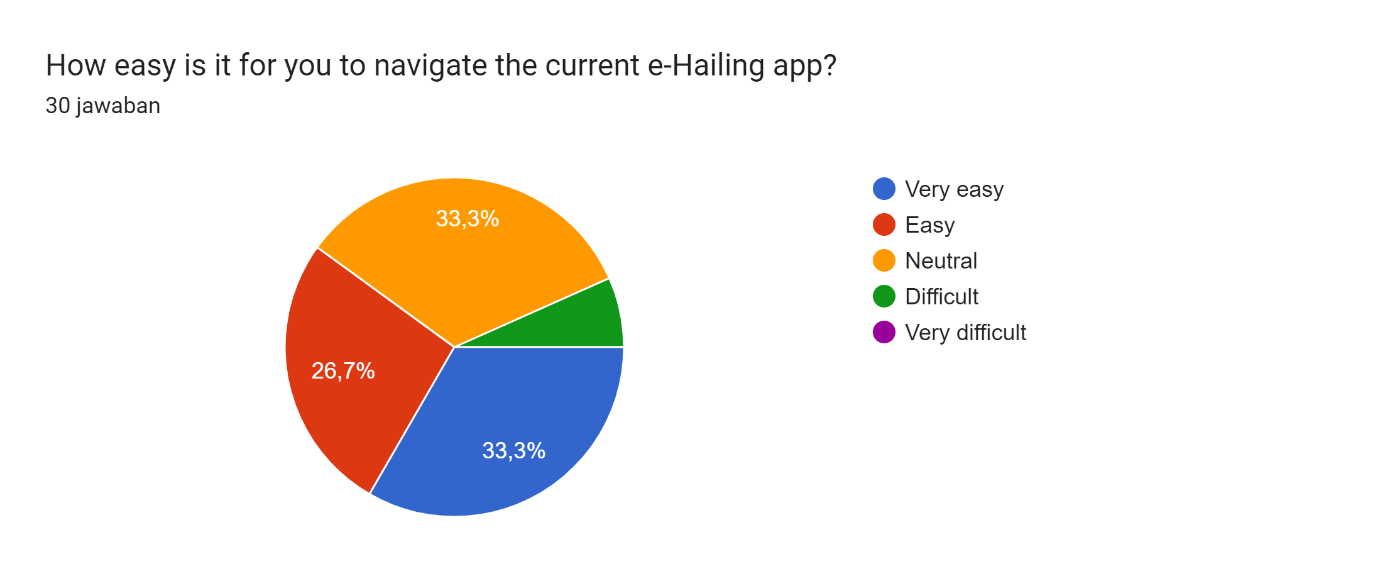 How easy is it for you to navigate the current e-Hailing app?
30 jawaban
33,3%
26,7%
33,3%
Very easy
Easy
Neutral
Difficult
Very difficult